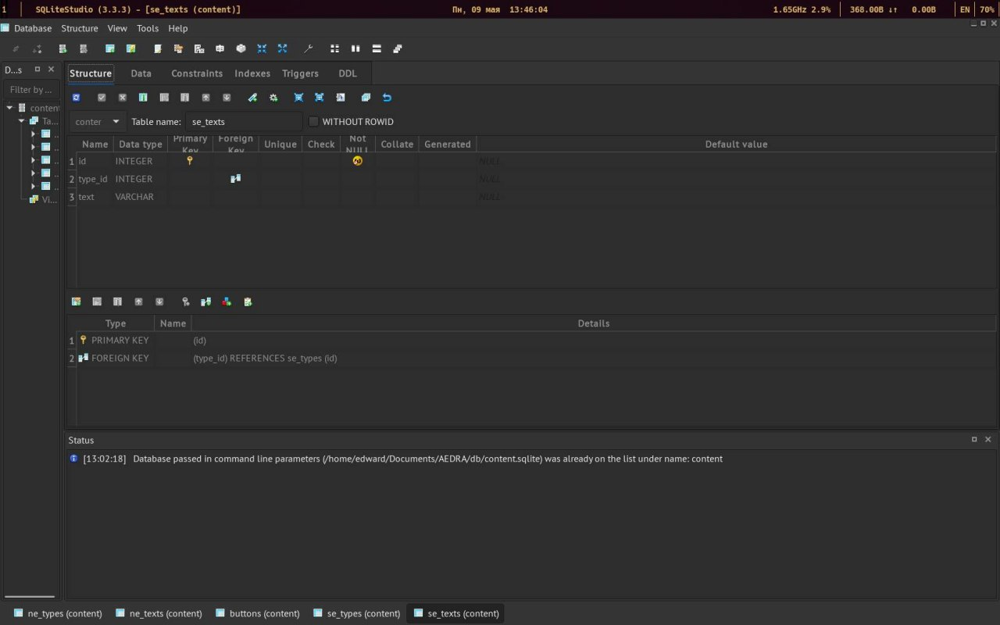 1 SQLiteStudio (3.3.3) - [se_texts (content)] Пн, 09 мая 13:46:04 1.65GHz 2.9% 368.00B ↓↑ 0.00B EN 70%
Database Structure View Tools Help
D...s
Structure Data Constraints Indexes Triggers DDL
Filter by ...
content
Ta...
..
..
..
..
..
Vi...
conter Table name: se_texts WITHOUT ROWID
Name Data type Primary Key Foreign Key Unique Check Not NULL Collate Generated Default value
1 id INTEGER NULL
2 type_id INTEGER NULL
3 text VARCHAR NULL
Type Name Details
1 PRIMARY KEY (id)
2 FOREIGN KEY (type_id) REFERENCES se_types (id)
Status
[13:02:18] Database passed in command line parameters (/home/edward/Documents/AEDRA/db/content.sqlite) was already on the list under name: content
ne_types (content) ne_texts (content) buttons (content) se_types (content) se_texts (content)